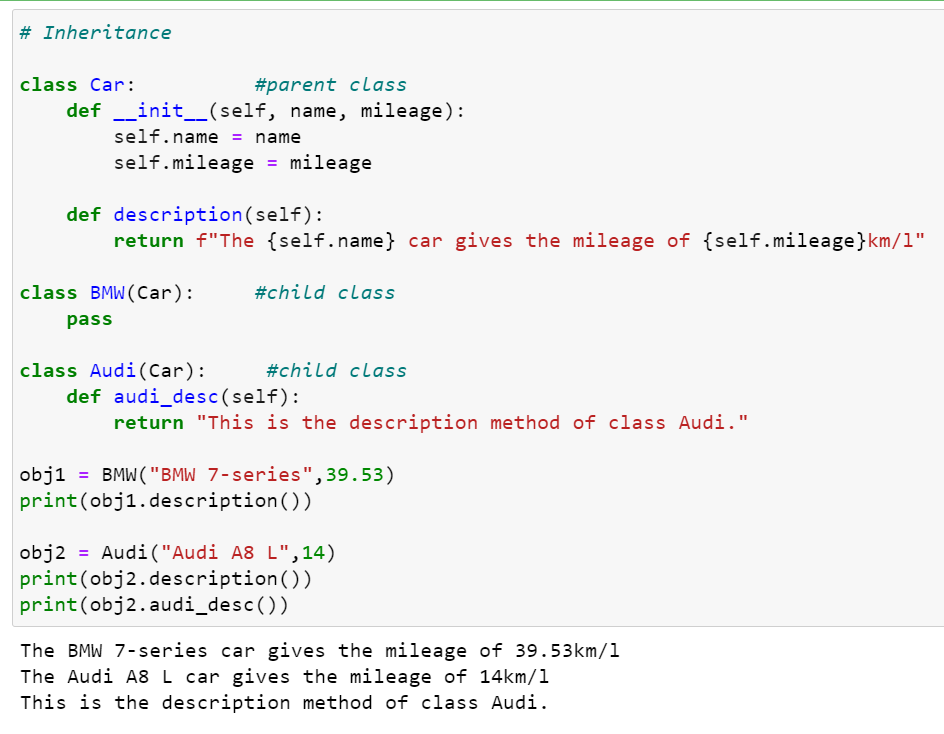 # Inheritance
class Car:          #parent class
    def __init__(self, name, mileage):
        self.name = name
        self.mileage = mileage
    def description(self):
        return f"The {self.name} car gives the mileage of {self.mileage}km/l"
class BMW(Car):     #child class
    pass
class Audi(Car):     #child class
    def audi_desc(self):
        return "This is the description method of class Audi."
obj1 = BMW("BMW 7-series",39.53)
print(obj1.description())
obj2 = Audi("Audi A8 L",14)
print(obj2.description())
print(obj2.audi_desc())
The BMW 7-series car gives the mileage of 39.53km/l
The Audi A8 L car gives the mileage of 14km/l
This is the description method of class Audi.